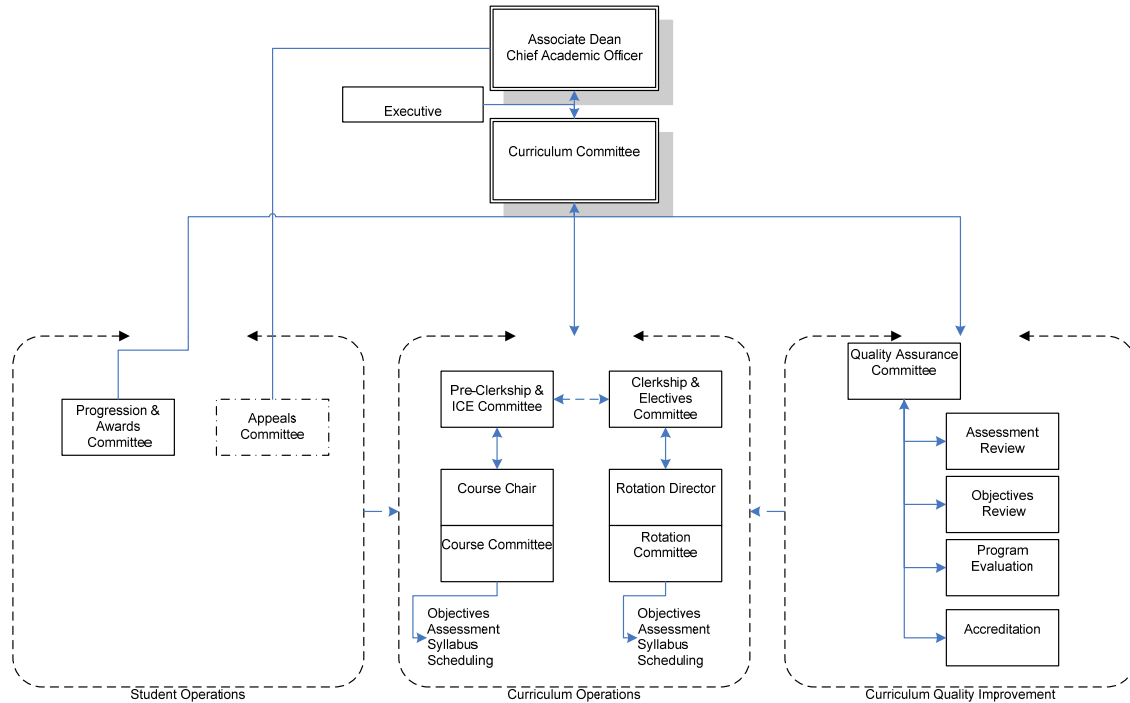 Associate Dean
Chief Academic Officer
Executive
Curriculum Committee
Progression &
Awards
Committee
Appeals
Committee
Student Operations
Pre-Clerkship &
ICE Committee
Clerkship &
Electives
Committee
Course Chair
Course Committee
Rotation Director
Rotation
Committee
Objectives
Assessment
Syllabus
Scheduling
Objectives
Assessment
Syllabus
Scheduling
Curriculum Operations
Quality Assurance
Committee
Assessment
Review
Objectives
Review
Program
Evaluation
Accreditation
Curriculum Quality Improvement